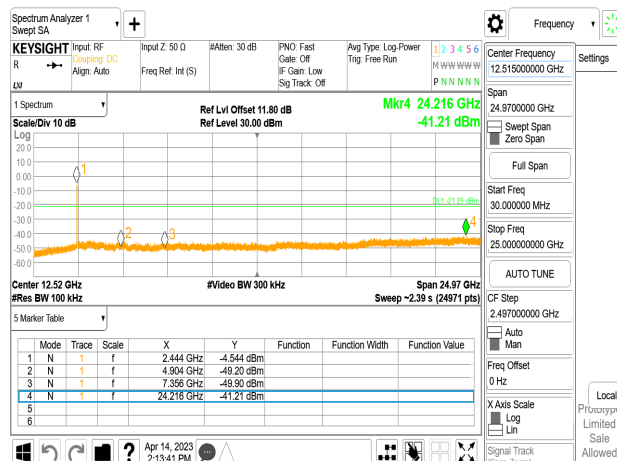 Spectrum Analyzer 1
Swept SA
+
Frequency
KEYSIGHT
Input: RF
Input Z: 50 Ω
#Atten: 30 dB
PNO: Fast
Avg Type: Log-Power
1 2 3 4 5 6
R
Coupling: DC
Gate: Off
Trig: Free Run
M W W W W W
Align: Auto
Freq Ref: Int (S)
IF Gain: Low
Sig Track: Off
P N N N N N
LNI
Center Frequency
12.515000000 GHz
Settings
Span
24.9700000 GHz
Swept Span
Zero Span
Full Span
Start Freq
30.000000 MHz
Stop Freq
25.000000000 GHz
AUTO TUNE
CF Step
2.497000000 GHz
Auto
Man
Freq Offset
0 Hz
X Axis Scale
Log
Lin
Signal Track
Local
Prototype
Limited
Sale
Allowed
1 Spectrum
Ref Lvl Offset 11.80 dB
Mkr4 24.216 GHz
Scale/Div 10 dB
Ref Level 30.00 dBm
-41.21 dBm
Log
20.0
10.0
0.00
-10.0
-20.0
-30.0
-40.0
-50.0
-60.0
1
2
3
4
DL1 -21.25 dBm
Center 12.52 GHz
#Video BW 300 kHz
Span 24.97 GHz
#Res BW 100 kHz
Sweep ~2.39 s (24971 pts)
5 Marker Table
Mode Trace Scale X Y Function Function Width Function Value
1 N 1 f 2.444 GHz -4.544 dBm
2 N 1 f 4.904 GHz -49.20 dBm
3 N 1 f 7.356 GHz -49.90 dBm
4 N 1 f 24.216 GHz -41.21 dBm
5
6
?
Apr 14, 2023
2:13:41 PM